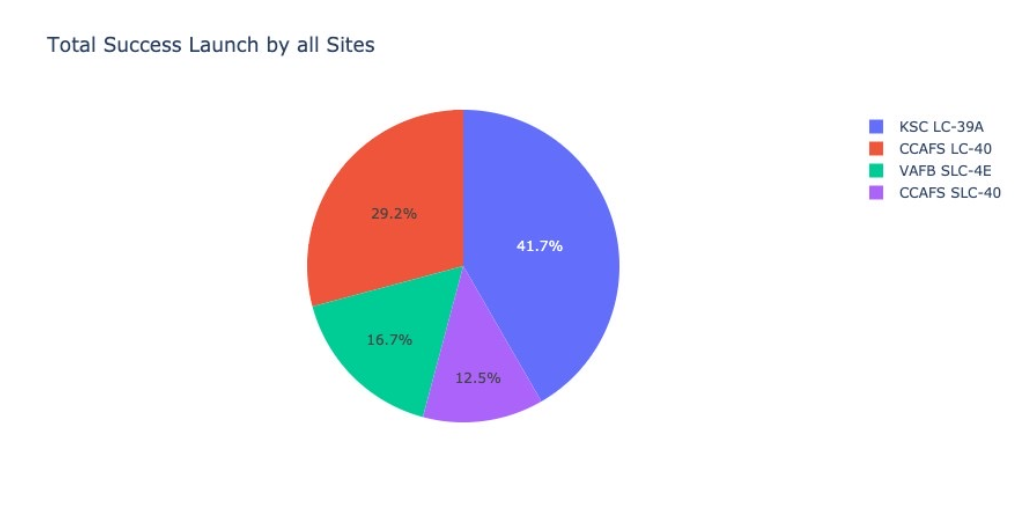 Total Success Launch by all Sites
KSC LC-39A
CCAFS LC-40
VAFB SLC-4E
CCAFS SLC-40
29.2%
41.7%
16.7%
12.5%